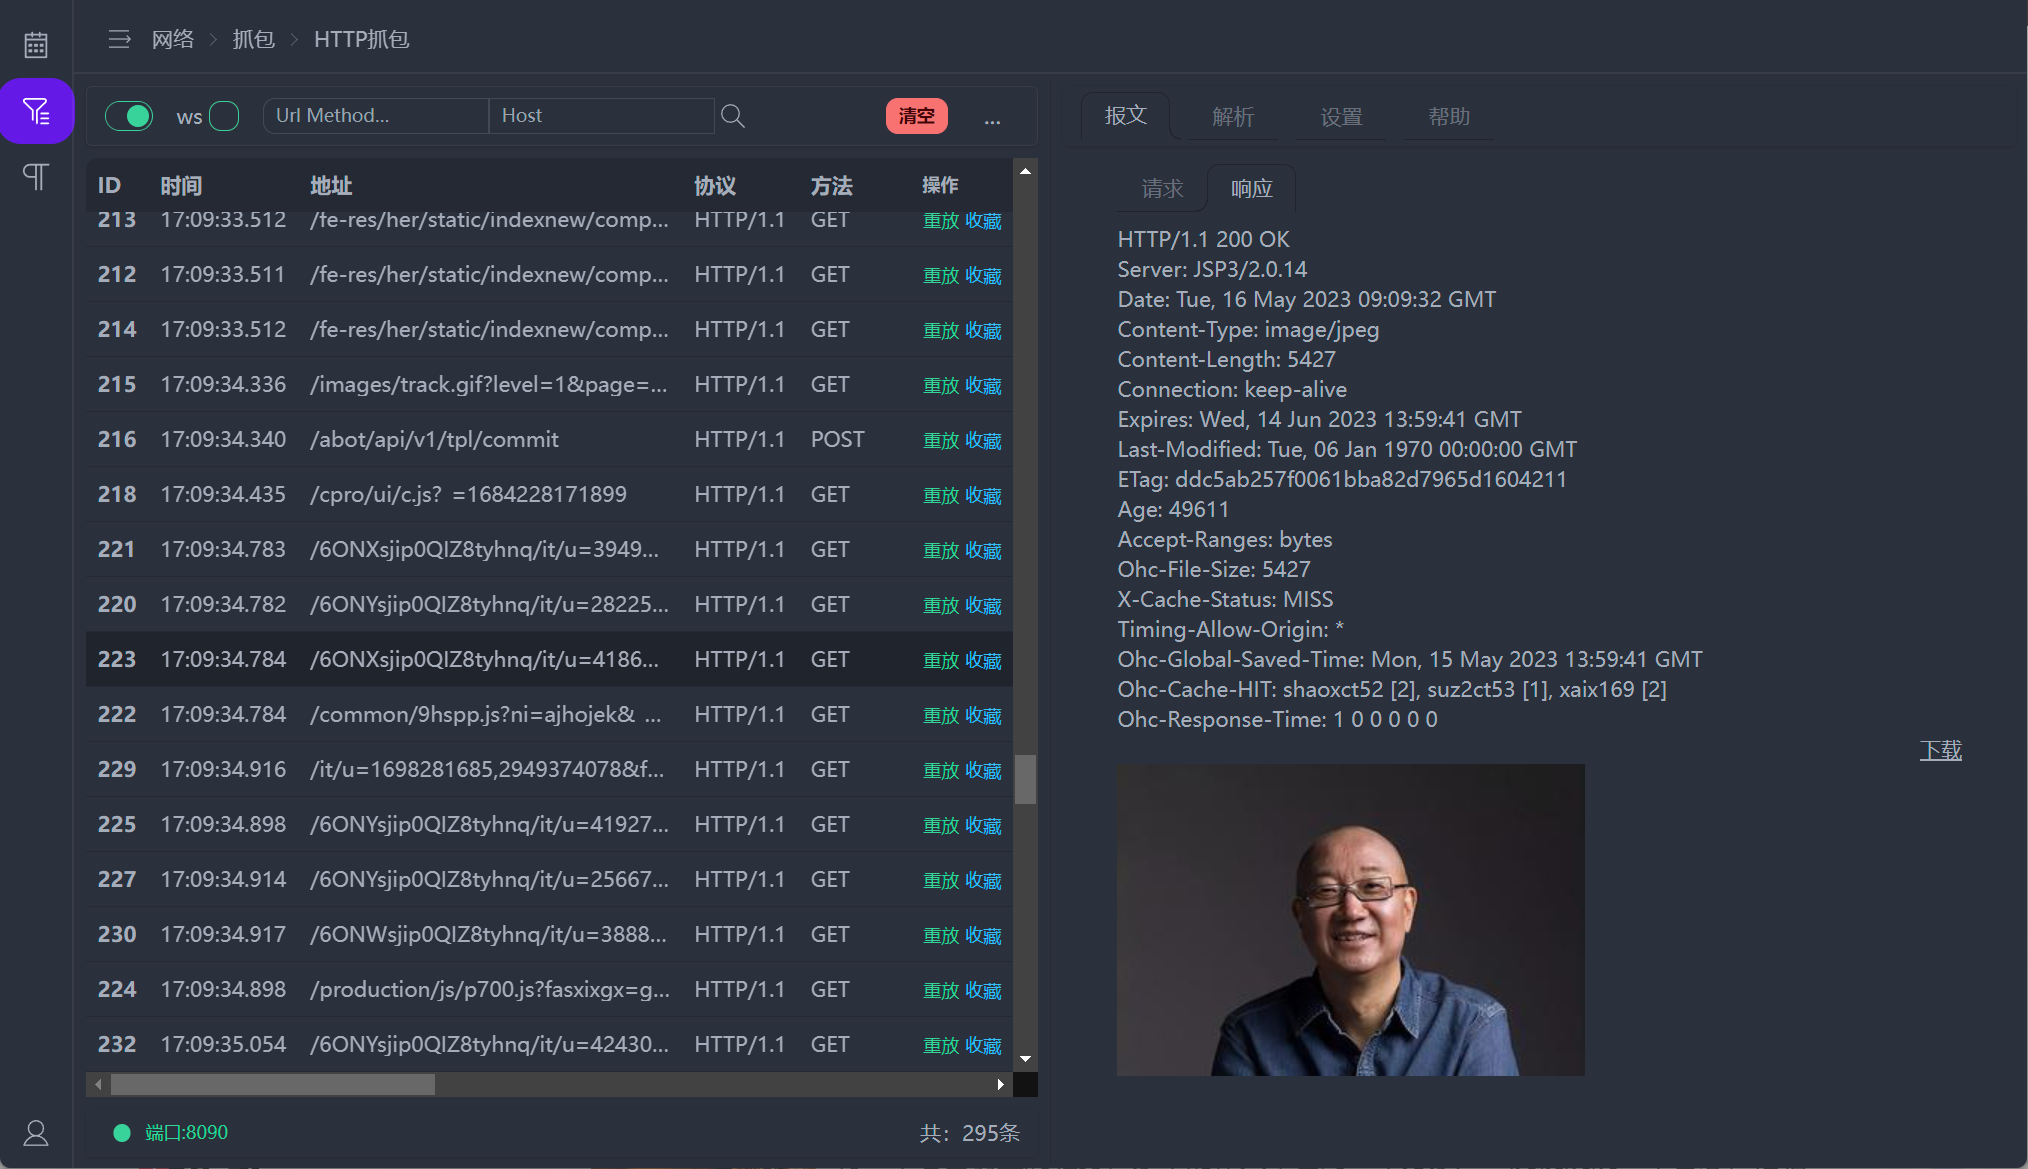 网络 > 抓包 > HTTP抓包
ws Url Method... Host 清空 ...
ID 时间 地址 协议 方法 操作
213 17:09:33.512 /fe-res/her/static/indexnew/comp... HTTP/1.1 GET 重放 收藏
212 17:09:33.511 /fe-res/her/static/indexnew/comp... HTTP/1.1 GET 重放 收藏
214 17:09:33.512 /fe-res/her/static/indexnew/comp... HTTP/1.1 GET 重放 收藏
215 17:09:34.336 /images/track.gif?level=1&page=... HTTP/1.1 GET 重放 收藏
216 17:09:34.340 /abot/api/v1/tpl/commit HTTP/1.1 POST 重放 收藏
218 17:09:34.435 /cpro/ui/c.js? =1684228171899 HTTP/1.1 GET 重放 收藏
221 17:09:34.783 /6ONXsjip0QIZ8tyhnq/it/u=3949... HTTP/1.1 GET 重放 收藏
220 17:09:34.782 /6ONYsjip0QIZ8tyhnq/it/u=28225... HTTP/1.1 GET 重放 收藏
223 17:09:34.784 /6ONXsjip0QIZ8tyhnq/it/u=4186... HTTP/1.1 GET 重放 收藏
222 17:09:34.784 /common/9hspp.js?ni=ajhojek& ... HTTP/1.1 GET 重放 收藏
229 17:09:34.916 /it/u=1698281685,2949374078&f... HTTP/1.1 GET 重放 收藏
225 17:09:34.898 /6ONYsjip0QIZ8tyhnq/it/u=41927... HTTP/1.1 GET 重放 收藏
227 17:09:34.914 /6ONYsjip0QIZ8tyhnq/it/u=25667... HTTP/1.1 GET 重放 收藏
230 17:09:34.917 /6ONWsjip0QIZ8tyhnq/it/u=3888... HTTP/1.1 GET 重放 收藏
224 17:09:34.898 /production/js/p700.js?fasxixgx=g... HTTP/1.1 GET 重放 收藏
232 17:09:35.054 /6ONYsjip0QIZ8tyhnq/it/u=42430... HTTP/1.1 GET 重放 收藏
端口:8090 共：295条
报文 解析 设置 帮助
请求 响应
HTTP/1.1 200 OK
Server: JSP3/2.0.14
Date: Tue, 16 May 2023 09:09:32 GMT
Content-Type: image/jpeg
Content-Length: 5427
Connection: keep-alive
Expires: Wed, 14 Jun 2023 13:59:41 GMT
Last-Modified: Tue, 06 Jan 1970 00:00:00 GMT
ETag: ddc5ab257f0061bba82d7965d1604211
Age: 49611
Accept-Ranges: bytes
Ohc-File-Size: 5427
X-Cache-Status: MISS
Timing-Allow-Origin: *
Ohc-Global-Saved-Time: Mon, 15 May 2023 13:59:41 GMT
Ohc-Cache-HIT: shaoxct52 [2], suz2ct53 [1], xaix169 [2]
Ohc-Response-Time: 1 0 0 0 0 0
下载